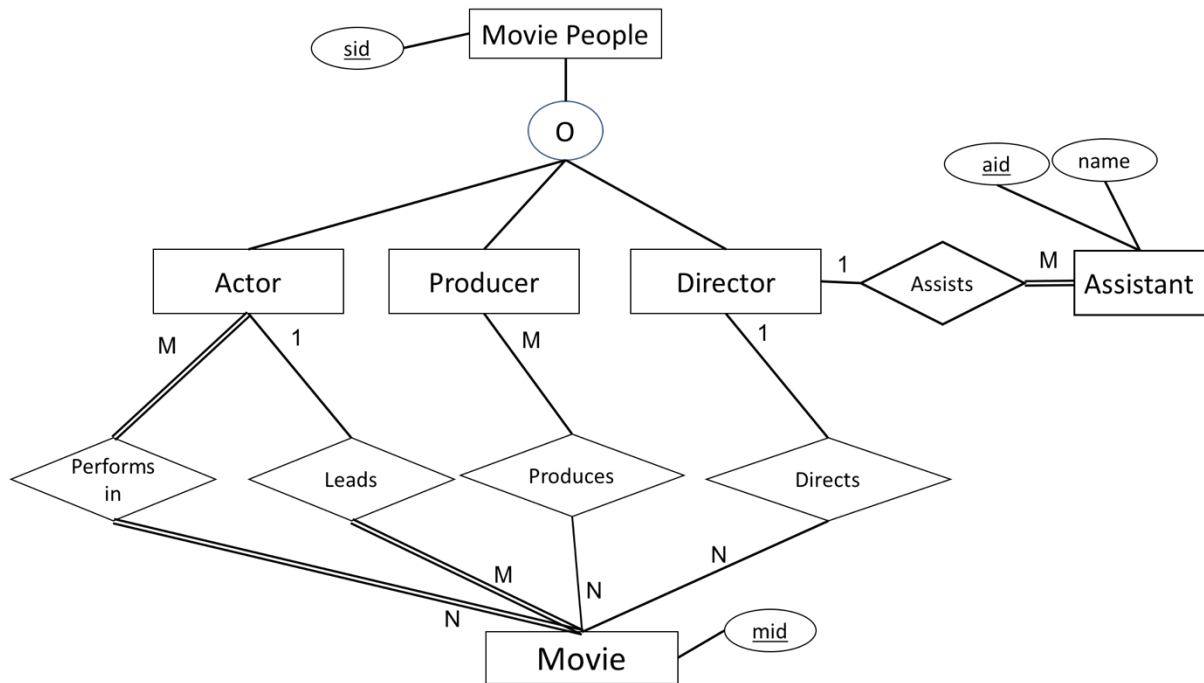 Movie People
sid
O
aid
name
Actor
Producer
Director
1
Assists
M
Assistant
M
1
M
1
Performs
in
Leads
Produces
Directs
M
N
N
N
mid
Movie